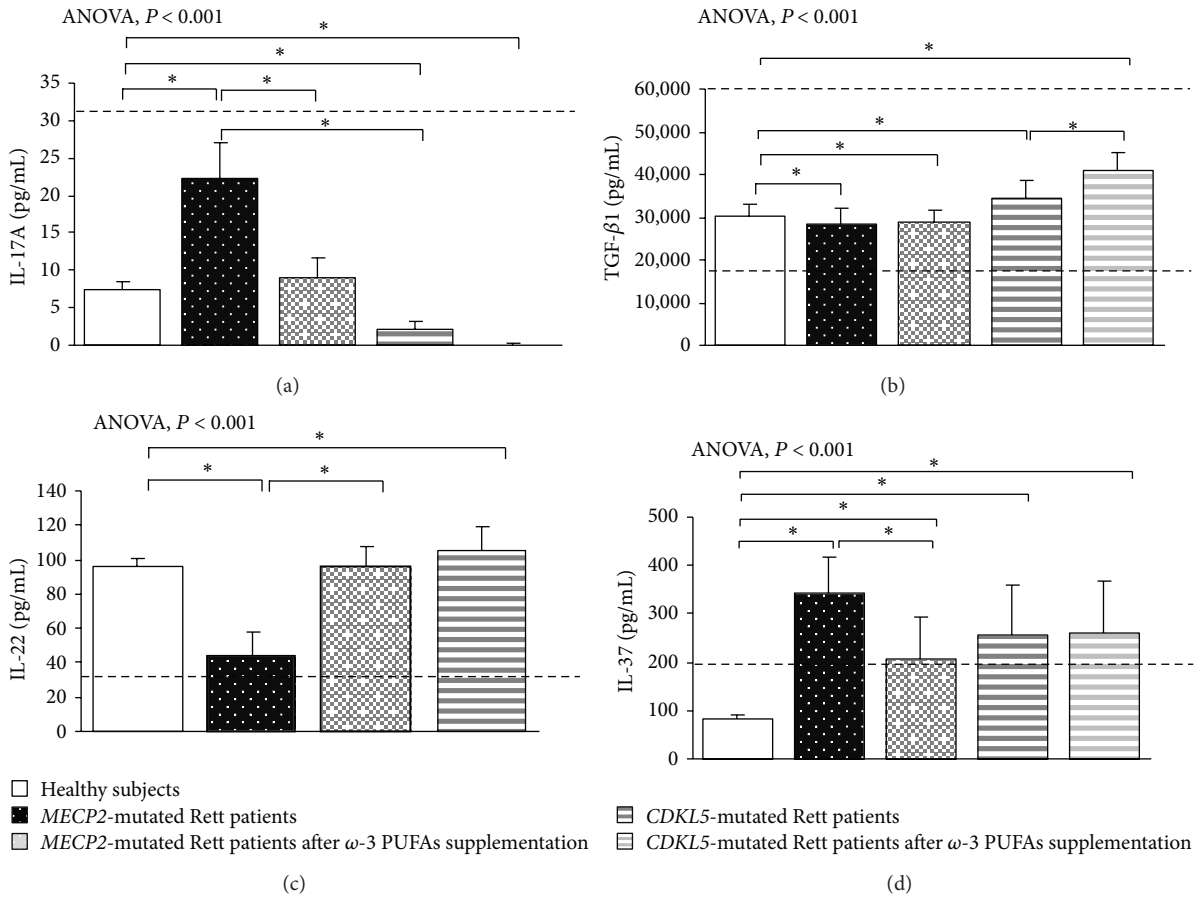 ANOVA, P < 0.001
*
*
*
*
*
35
30
25
20
15
10
5
0
IL-17A (pg/mL)
(a)
ANOVA, P < 0.001
*
*
*
*
*
60,000
50,000
40,000
30,000
20,000
10,000
0
TGF-β1 (pg/mL)
(b)
ANOVA, P < 0.001
*
*
*
140
120
100
80
60
40
20
0
IL-22 (pg/mL)
ANOVA, P < 0.001
*
*
*
*
*
500
400
300
200
100
0
IL-37 (pg/mL)
Healthy subjects
MECP2-mutated Rett patients
MECP2-mutated Rett patients after ω-3 PUFAs supplementation
(c)
CDKL5-mutated Rett patients
CDKL5-mutated Rett patients after ω-3 PUFAs supplementation
(d)